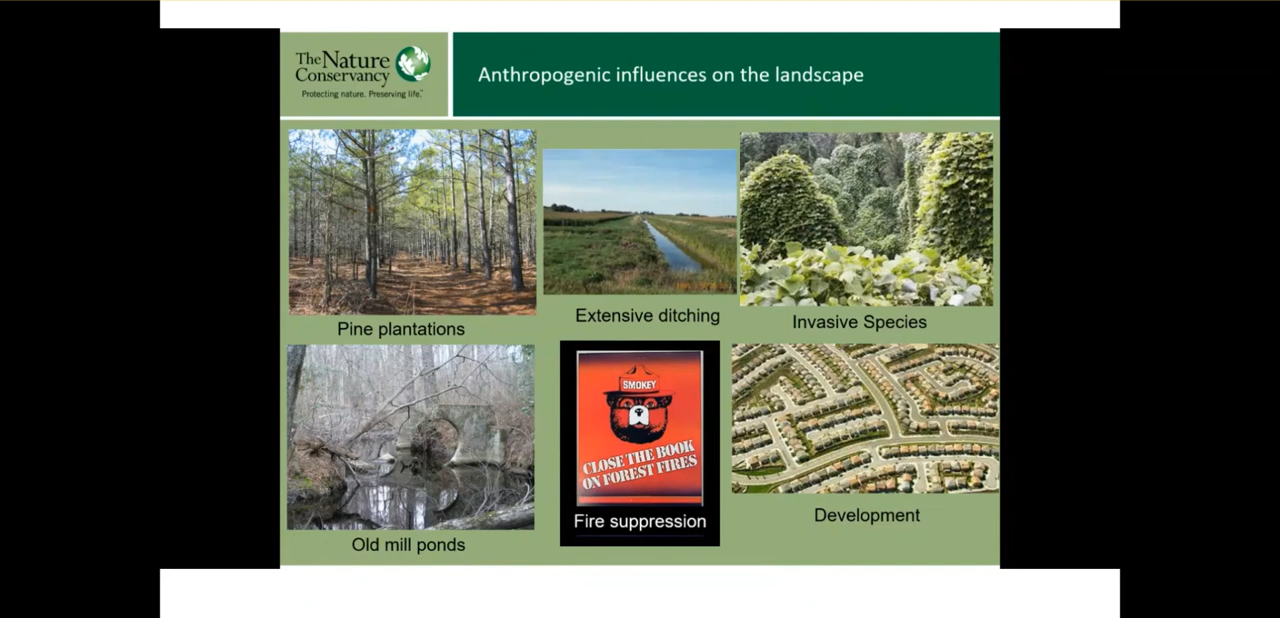 The Nature
Conservancy
Protecting nature. Preserving life.™
Anthropogenic influences on the landscape
Pine plantations
Extensive ditching
Invasive Species
Old mill ponds
SMOKEY
CLOSE THE BOOK
ON FOREST FIRES
Fire suppression
Development